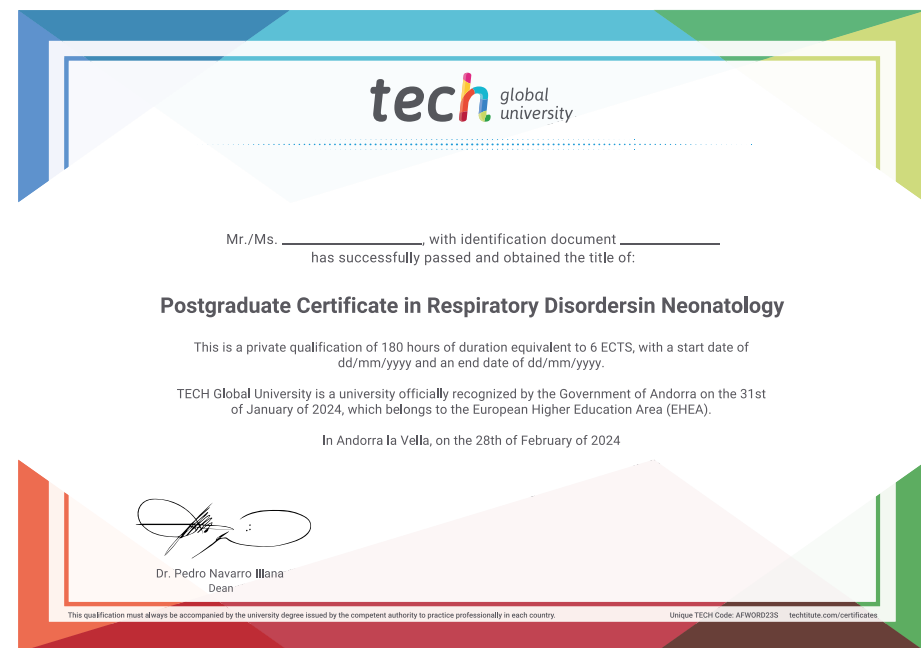 tech global university
Mr./Ms. ____________________, with identification document ______________
has successfully passed and obtained the title of:
Postgraduate Certificate in Respiratory Disordersin Neonatology
This is a private qualification of 180 hours of duration equivalent to 6 ECTS, with a start date of
dd/mm/yyyy and an end date of dd/mm/yyyy.
TECH Global University is a university officially recognized by the Government of Andorra on the 31st
of January of 2024, which belongs to the European Higher Education Area (EHEA).
In Andorra la Vella, on the 28th of February of 2024
Dr. Pedro Navarro Illana
Dean
This qualification must always be accompanied by the university degree issued by the competent authority to practice professionally in each country.
Unique TECH Code: AFWORD23S techtitute.com/certificates